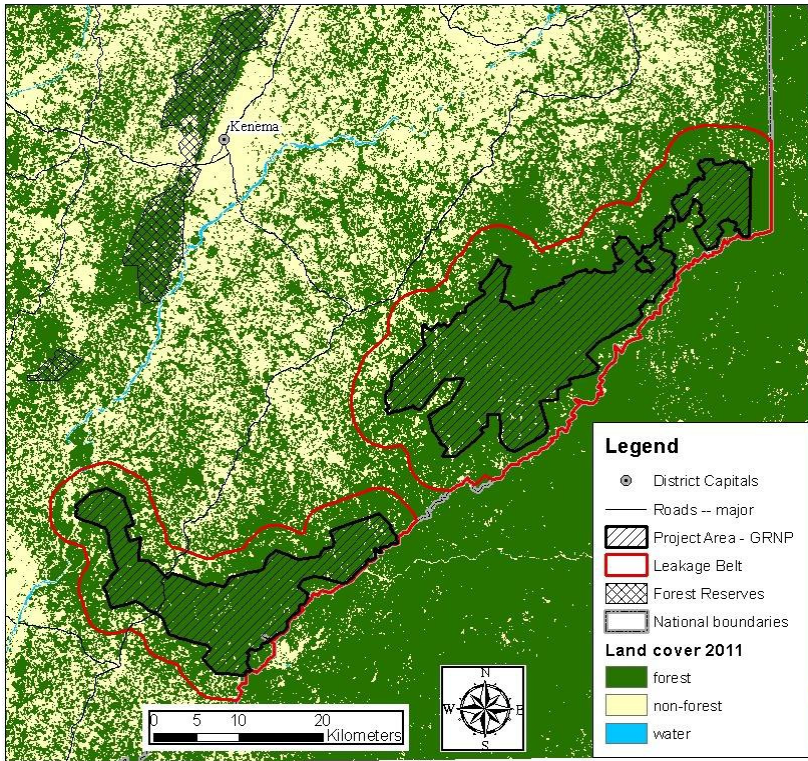 Kenema
Legend
District Capitals
Roads -- major
Project Area - GRNP
Leakage Belt
Forest Reserves
National boundaries
Land cover 2011
forest
non-forest
water
N
W E
S
0 5 10 20
Kilometers